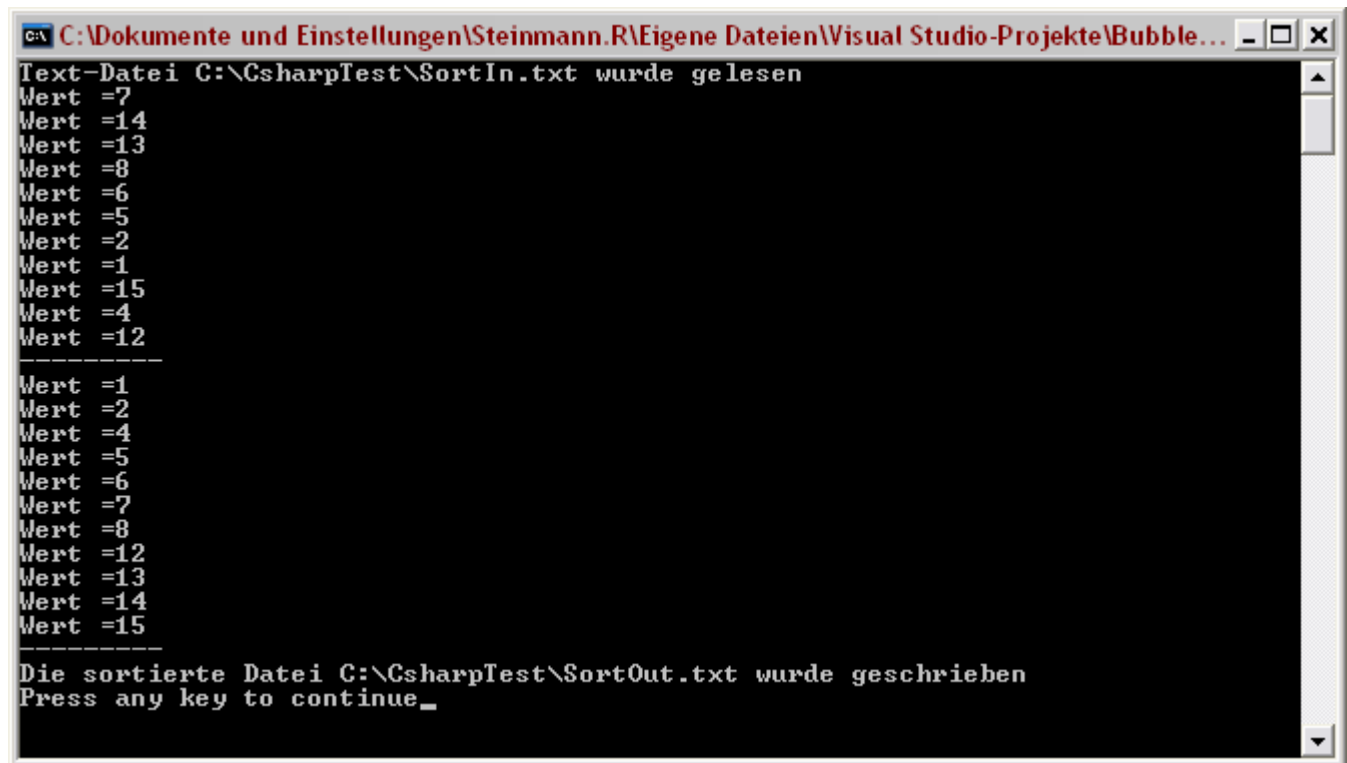 C:\Dokumente und Einstellungen\Steinmann.R\Eigene Dateien\Visual Studio-Projekte\Bubble...
Text-Datei C:\CsharpTest\SortIn.txt wurde gelesen
Wert =7
Wert =14
Wert =13
Wert =8
Wert =6
Wert =5
Wert =2
Wert =1
Wert =15
Wert =4
Wert =12
---------
Wert =1
Wert =2
Wert =4
Wert =5
Wert =6
Wert =7
Wert =8
Wert =12
Wert =13
Wert =14
Wert =15
---------
Die sortierte Datei C:\CsharpTest\SortOut.txt wurde geschrieben
Press any key to continue_